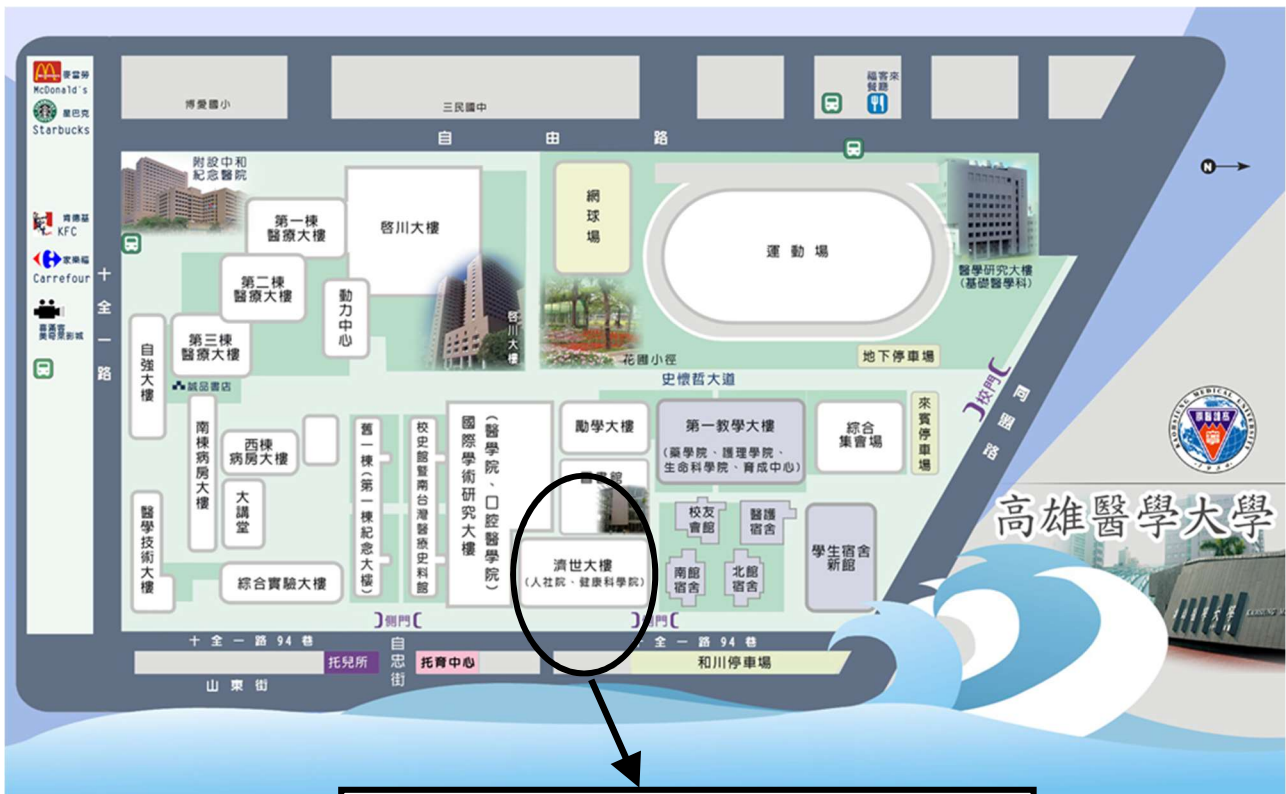 麥當勞
McDonald's
星巴克
Starbucks
肯德基
KFC
家樂福
Carrefour
喜滿客
美奇萊影城
十全一路
博愛國小
三民國中
福客來
餐廳
自由路
N
附設中和
紀念醫院
第一棟
醫療大樓
第二棟
醫療大樓
第三棟
醫療大樓
啓川大樓
動力中心
啓川大樓
網球場
花園小徑
運動場
醫學研究大樓
(基礎醫學科)
地下停車場
史懷哲大道
校門
同盟路
自強大樓
誠品書店
南棟病房大樓
西棟
病房大樓
大講堂
醫學技術大樓
綜合實驗大樓
舊一棟(第一棟紀念大樓)
校史館暨南台灣醫療史料館
國際學術研究大樓
(醫學院、口腔醫學院)
勵學大樓
圖書館
濟世大樓
(人社院、健康科學院)
第一教學大樓
(藥學院、護理學院、
生命科學院、育成中心)
綜合
集會場
來賓停車場
校友
會館
醫護
宿舍
南館
宿舍
北館
宿舍
學生宿舍
新館
側門
側門
十全一路94巷
自忠街
十全一路94巷
托兒所
托育中心
和川停車場
山東街
KAOHSIUNG MEDICAL UNIVERSITY
1954
高雄醫學大學